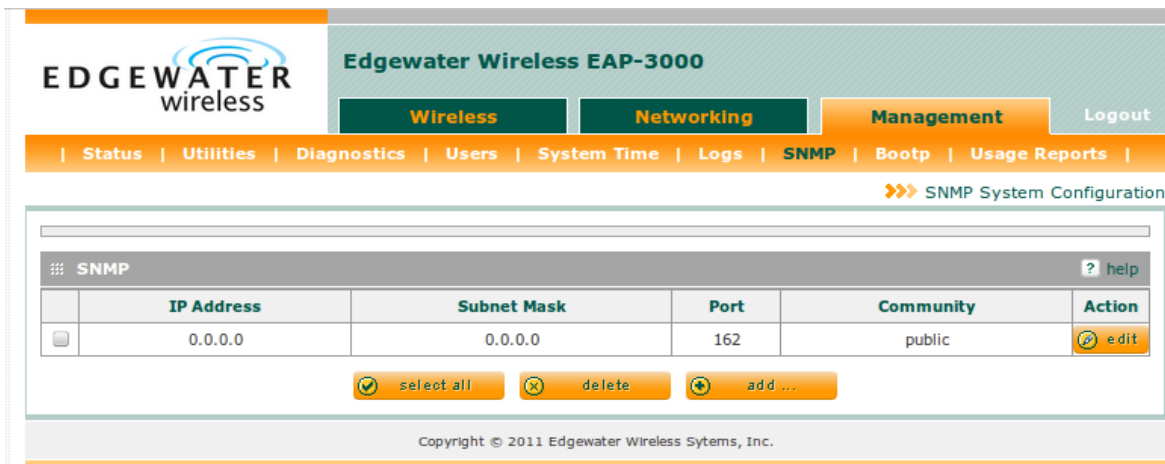 EDGEWATER
wireless
Edgewater Wireless EAP-3000
Wireless Networking Management Logout
| Status | Utilities | Diagnostics | Users | System Time | Logs | SNMP | Bootp | Usage Reports |
SNMP System Configuration
SNMP ? help
IP Address Subnet Mask Port Community Action
0.0.0.0 0.0.0.0 162 public edit
select all delete add ...
Copyright © 2011 Edgewater Wireless Sytems, Inc.